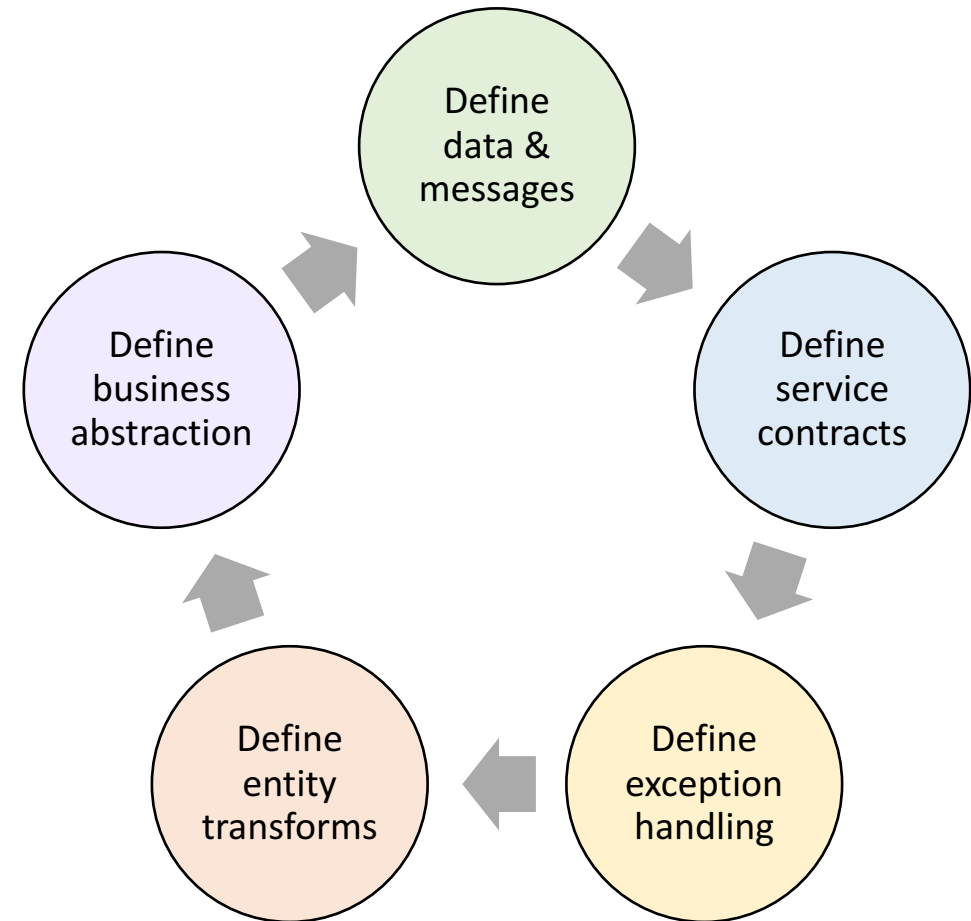 Define
data &
messages
Define
service
contracts
Define
exception
handling
Define
entity
transforms
Define
business
abstraction